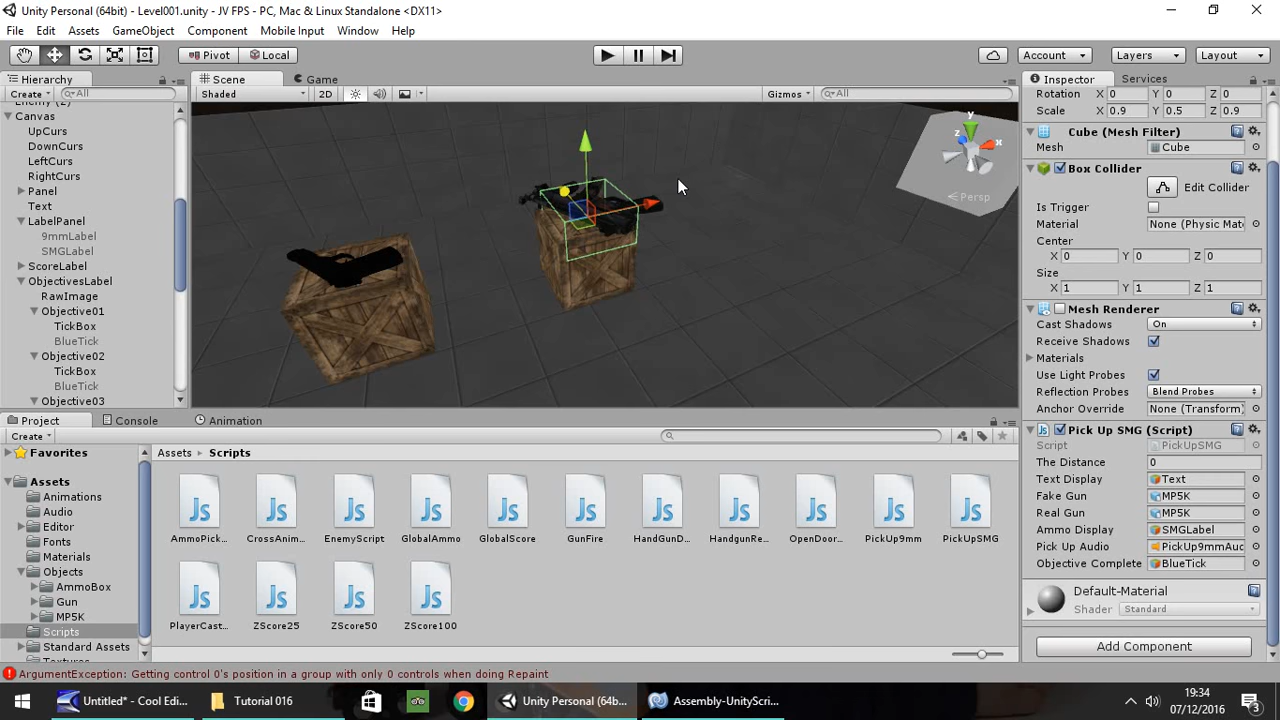 Unity Personal (64bit) - Level001.unity - JV FPS - PC, Mac & Linux Standalone <DX11>
File Edit Assets GameObject Component Mobile Input Window Help
Pivot Local Account Layers Layout
Hierarchy
Create All
Enemy (2)
Canvas
UpCurs
DownCurs
LeftCurs
RightCurs
Panel
Text
LabelPanel
9mmLabel
SMGLabel
ScoreLabel
ObjectivesLabel
RawImage
Objective01
TickBox
BlueTick
Objective02
TickBox
BlueTick
Objective03
Scene Game
Shaded 2D Gizmos All
y
z x
Persp
Inspector Services
Rotation X 0 Y 0 Z 0
Scale X 0.9 Y 0.5 Z 0.9
Cube (Mesh Filter)
Mesh Cube
Box Collider
Edit Collider
Is Trigger
Material None (Physic Mate
Center
X 0 Y 0 Z 0
Size
X 1 Y 1 Z 1
Mesh Renderer
Cast Shadows On
Receive Shadows
Materials
Use Light Probes
Reflection Probes Blend Probes
Anchor Override None (Transform)
Pick Up SMG (Script)
Script PickUpSMG
The Distance 0
Text Display Text
Fake Gun MP5K
Real Gun MP5K
Ammo Display SMGLabel
Pick Up Audio PickUp9mmAud
Objective Complete BlueTick
Default-Material
Shader Standard
Add Component
Project Console Animation
Create
Favorites
Assets
Animations
Audio
Editor
Fonts
Materials
Objects
AmmoBox
Gun
MP5K
Scripts
Standard Assets
Textures
Assets Scripts
AmmoPick... CrossAnim... EnemyScript GlobalAmmo GlobalScore GunFire HandGunD... HandgunRe... OpenDoor... PickUp9mm PickUpSMG
PlayerCast... ZScore25 ZScore50 ZScore100
ArgumentException: Getting control 0's position in a group with only 0 controls when doing Repaint
Untitled* - Cool Edi... Tutorial 016 Unity Personal (64b... Assembly-UnityScri...
19:34
07/12/2016
3